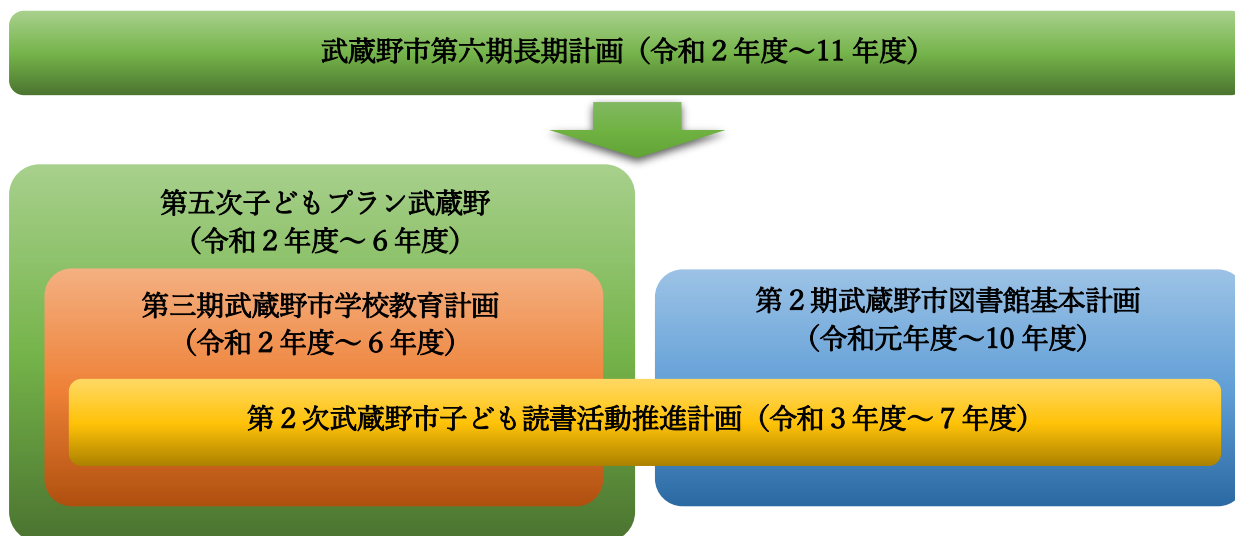 武蔵野市第六期長期計画（令和２年度～11年度）
第五次子どもプラン武蔵野
（令和２年度～６年度）
第三期武蔵野市学校教育計画
（令和２年度～６年度）
第２期武蔵野市図書館基本計画
（令和元年度～10年度）
第２次武蔵野市子ども読書活動推進計画（令和３年度～７年度）